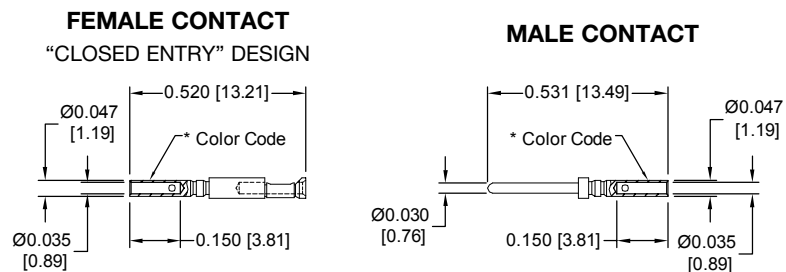 FEMALE CONTACT
“CLOSED ENTRY” DESIGN
0.520 [13.21]
Ø0.047
[1.19]
* Color Code
Ø0.035
[0.89]
0.150 [3.81]
MALE CONTACT
0.531 [13.49]
Ø0.047
[1.19]
* Color Code
Ø0.030
[0.76]
0.150 [3.81]
Ø0.035
[0.89]